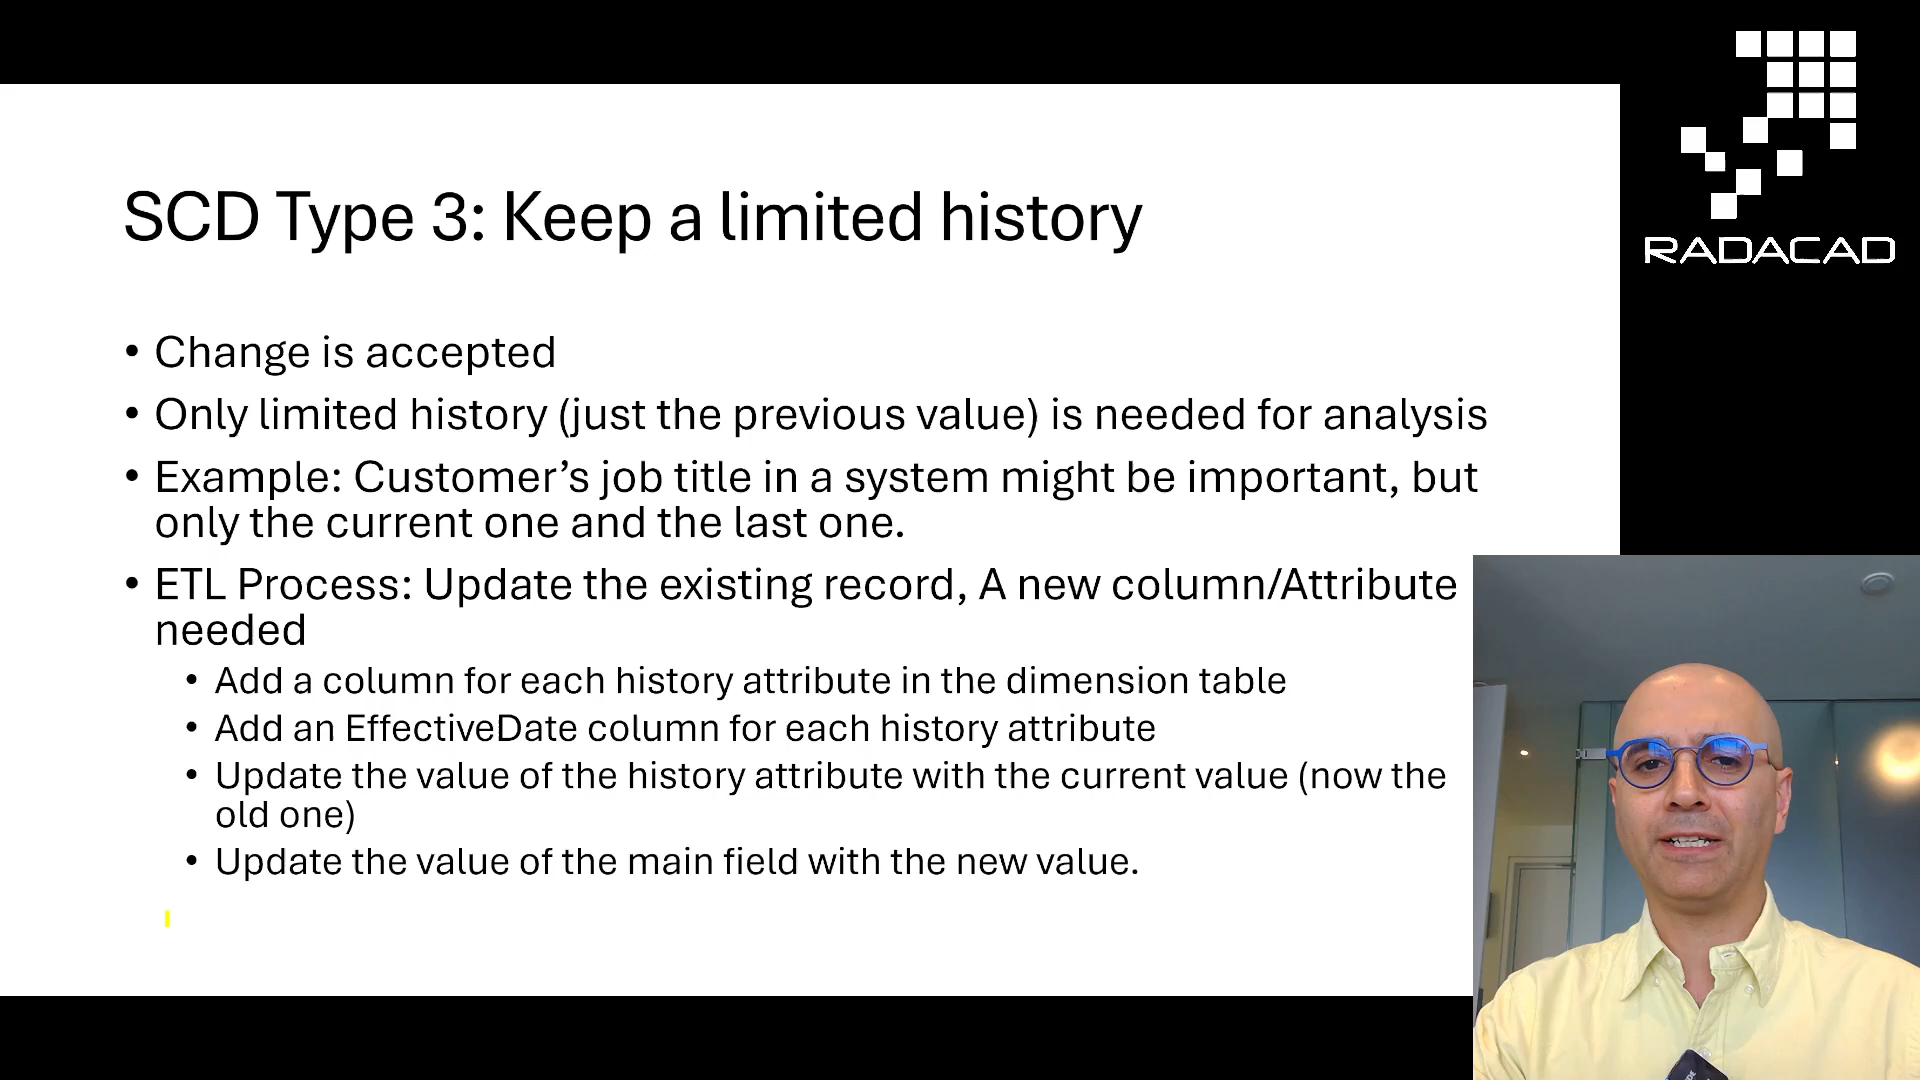 SCD Type 3: Keep a limited history
RADACAD
• Change is accepted
• Only limited history (just the previous value) is needed for analysis
• Example: Customer’s job title in a system might be important, but
only the current one and the last one.
• ETL Process: Update the existing record, A new column/Attribute
needed
• Add a column for each history attribute in the dimension table
• Add an EffectiveDate column for each history attribute
• Update the value of the history attribute with the current value (now the
old one)
• Update the value of the main field with the new value.